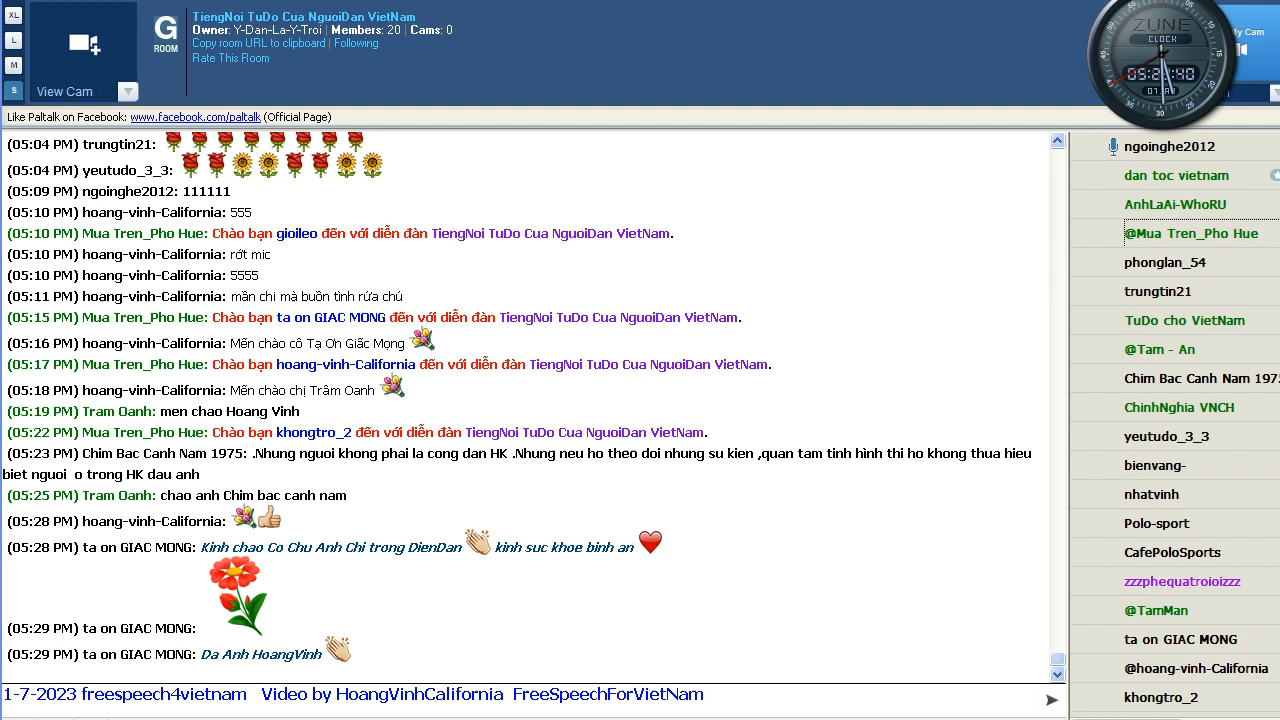 XL
L
M
S
View Cam
G
ROOM
TiengNoi TuDo Cua NguoiDan VietNam
Owner: Y-Dan-La-Y-Troi | Members: 20 | Cams: 0
Copy room URL to clipboard | Following
Rate This Room
ZUNE
CLOCK
My Cam
Like Paltalk on Facebook: www.facebook.com/paltalk (Official Page)
(05:04 PM) trungtin21:
(05:04 PM) yeutudo_3_3:
(05:09 PM) ngoinghe2012: 111111
(05:10 PM) hoang-vinh-California: 555
(05:10 PM) Mua Tren_Pho Hue: Chào bạn gioileo đến với diễn đàn TiengNoi TuDo Cua NguoiDan VietNam.
(05:10 PM) hoang-vinh-California: rớt mic
(05:10 PM) hoang-vinh-California: 5555
(05:11 PM) hoang-vinh-California: mần chi mà buồn tình rứa chú
(05:15 PM) Mua Tren_Pho Hue: Chào bạn ta on GIAC MONG đến với diễn đàn TiengNoi TuDo Cua NguoiDan VietNam.
(05:16 PM) hoang-vinh-California: Mến chào cô Tạ Ơn Giấc Mọng
(05:17 PM) Mua Tren_Pho Hue: Chào bạn hoang-vinh-California đến với diễn đàn TiengNoi TuDo Cua NguoiDan VietNam.
(05:18 PM) hoang-vinh-California: Mến chào chị Trâm Oanh
(05:19 PM) Tram Oanh: men chao Hoang Vinh
(05:22 PM) Mua Tren_Pho Hue: Chào bạn khongtro_2 đến với diễn đàn TiengNoi TuDo Cua NguoiDan VietNam.
(05:23 PM) Chim Bac Canh Nam 1975: .Nhung nguoi khong phai la cong dan HK .Nhung neu ho theo doi nhung su kien ,quan tam tinh hình thi ho khong thua hieu
biet nguoi  o trong HK dau anh
(05:25 PM) Tram Oanh: chao anh Chim bac canh nam
(05:28 PM) hoang-vinh-California:
(05:28 PM) ta on GIAC MONG: Kinh chao Co Chu Anh Chi trong DienDan kinh suc khoe binh an
(05:29 PM) ta on GIAC MONG:
(05:29 PM) ta on GIAC MONG: Da Anh HoangVinh
1-7-2023 freespeech4vietnam   Video by HoangVinhCalifornia  FreeSpeechForVietNam
ngoinghe2012
dan toc vietnam
AnhLaAi-WhoRU
@Mua Tren_Pho Hue
phonglan_54
trungtin21
TuDo cho VietNam
@Tam - An
Chim Bac Canh Nam 1975
ChinhNghia VNCH
yeutudo_3_3
bienvang-
nhatvinh
Polo-sport
CafePoloSports
zzzphequatroioizzz
@TamMan
ta on GIAC MONG
@hoang-vinh-California
khongtro_2